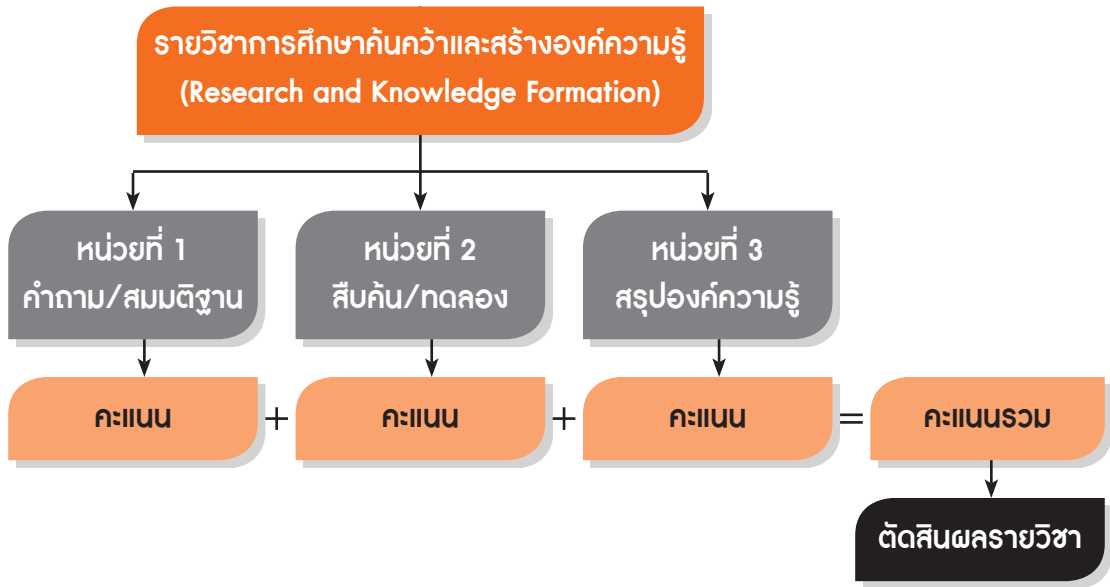 รายวิชาการศึกษาค้นคว้าและสร้างองค์ความรู้
(Research and Knowledge Formation)
หน่วยที่ 1
คำถาม/สมมติฐาน
หน่วยที่ 2
สืบค้น/ทดลอง
หน่วยที่ 3
สรุปองค์ความรู้
คะแนน + คะแนน + คะแนน = คะแนนรวม
ตัดสินผลรายวิชา